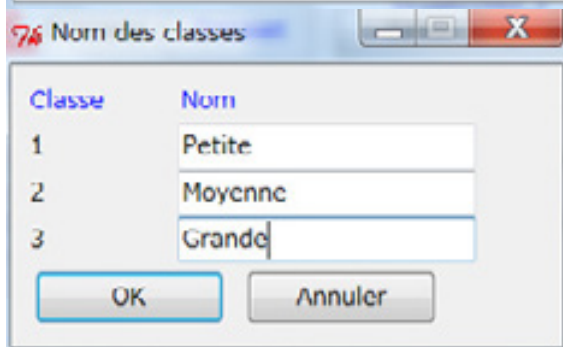 Nom des classes
Classe Nom
1 Petite
2 Moyenne
3 Grande
OK Annuler